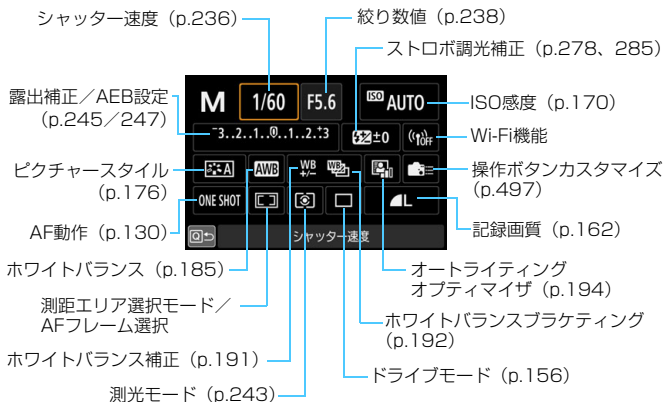 シャッター速度（p.236）
絞り数値（p.238）
ストロボ調光補正（p.278、285）
露出補正／AEB設定
（p.245／247）
M 1/60 F5.6 ISO AUTO
ISO感度（p.170）
-3..2..1..0..1..2..+3 ±0 OFF
Wi-Fi機能
ピクチャースタイル
（p.176）
A AWB WB +/- WB
操作ボタンカスタマイズ
（p.497）
ONE SHOT L
AF動作（p.130）
記録画質（p.162）
Q シャッター速度
ホワイトバランス（p.185）
オートライティング
オプティマイザ（p.194）
測距エリア選択モード／
AFフレーム選択
ホワイトバランスブラケティング
（p.192）
ホワイトバランス補正（p.191）
ドライブモード（p.156）
測光モード（p.243）